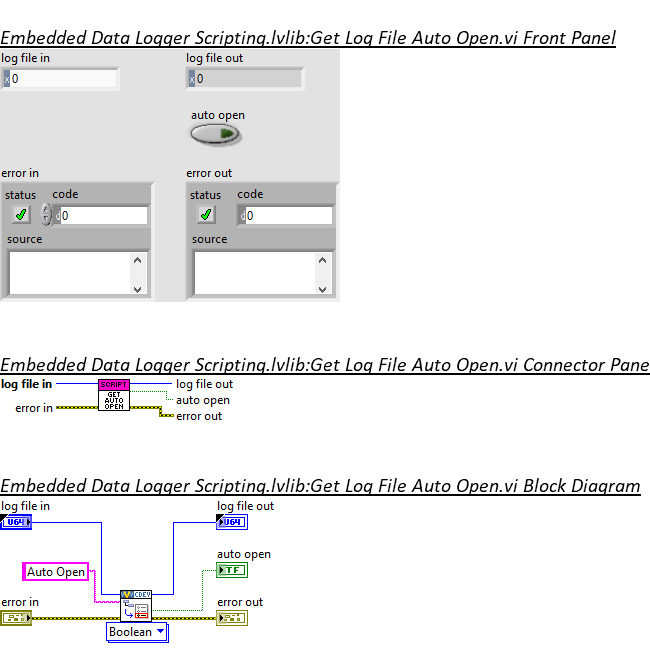 Embedded Data Logger Scripting.lvlib:Get Log File Auto Open.vi Front Panel
log file in log file out
x 0 x 0
auto open
error in error out
status code status code
d 0 d 0
source source
Embedded Data Logger Scripting.lvlib:Get Log File Auto Open.vi Connector Pane
log file in SCRIPT log file out
GET AUTO OPEN
auto open
error in error out
Embedded Data Logger Scripting.lvlib:Get Log File Auto Open.vi Block Diagram
log file in log file out
U64 U64
auto open
Auto Open TF
error in CDEV error out
Boolean